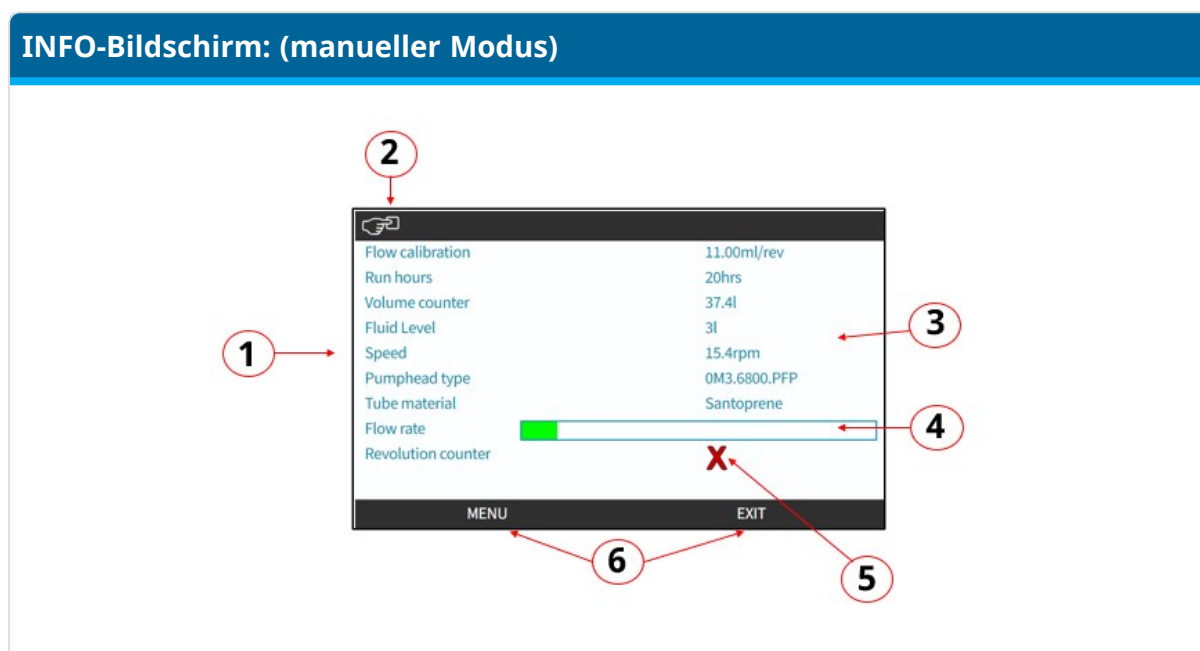 INFO-Bildschirm: (manueller Modus)
2
Flow calibration 11.00ml/rev
Run hours 20hrs
Volume counter 37.4l
Fluid Level 3l
3
1
Speed 15.4rpm
Pumphead type 0M3.6800.PFP
Tube material Santoprene
Flow rate
4
Revolution counter X
MENU EXIT
6
5